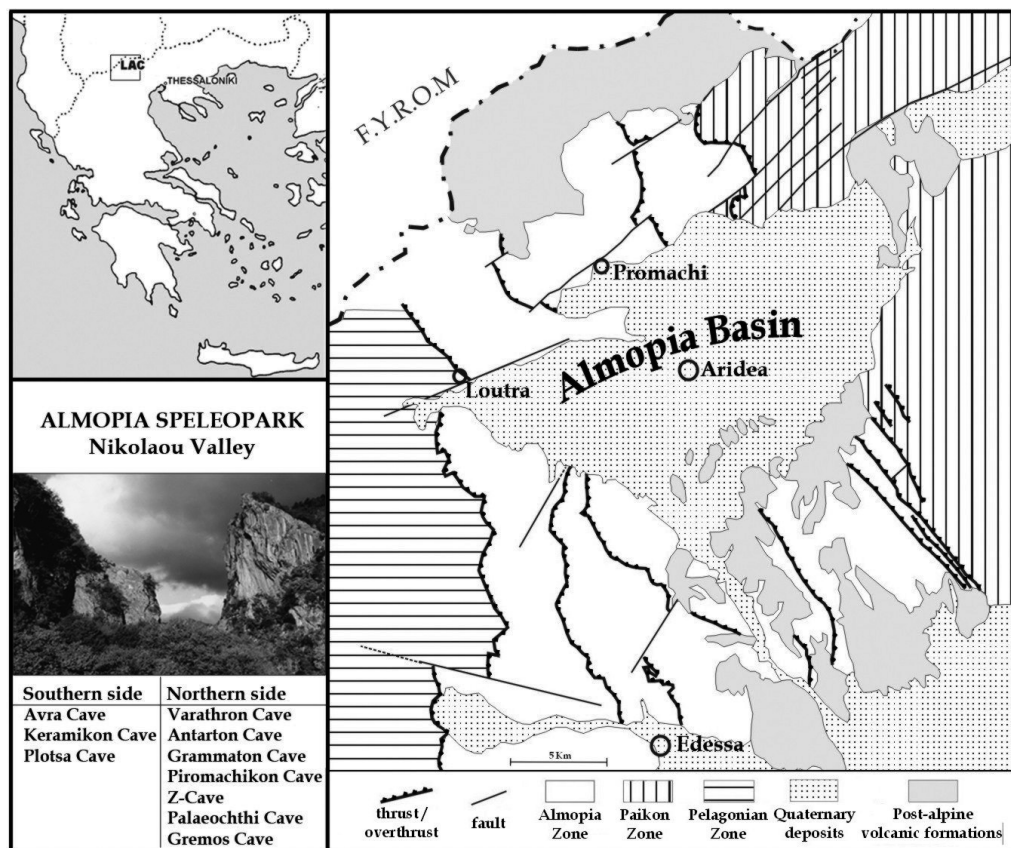 LAC
THESSALONIKI
ALMOPIA SPELEOPARK
Nikolaou Valley
Southern side
Avra Cave
Keramikon Cave
Plotsa Cave
Northern side
Varathron Cave
Antarton Cave
Grammaton Cave
Piromachikon Cave
Z-Cave
Palaeochthi Cave
Gremos Cave
F.Y.R.O.M
Promachi
Almopia Basin
Aridea
Loutra
Edessa
5 Km
thrust/
overthrust
fault
Almopia
Zone
Paikon
Zone
Pelagonian
Zone
Quaternary
deposits
Post-alpine
volcanic formations